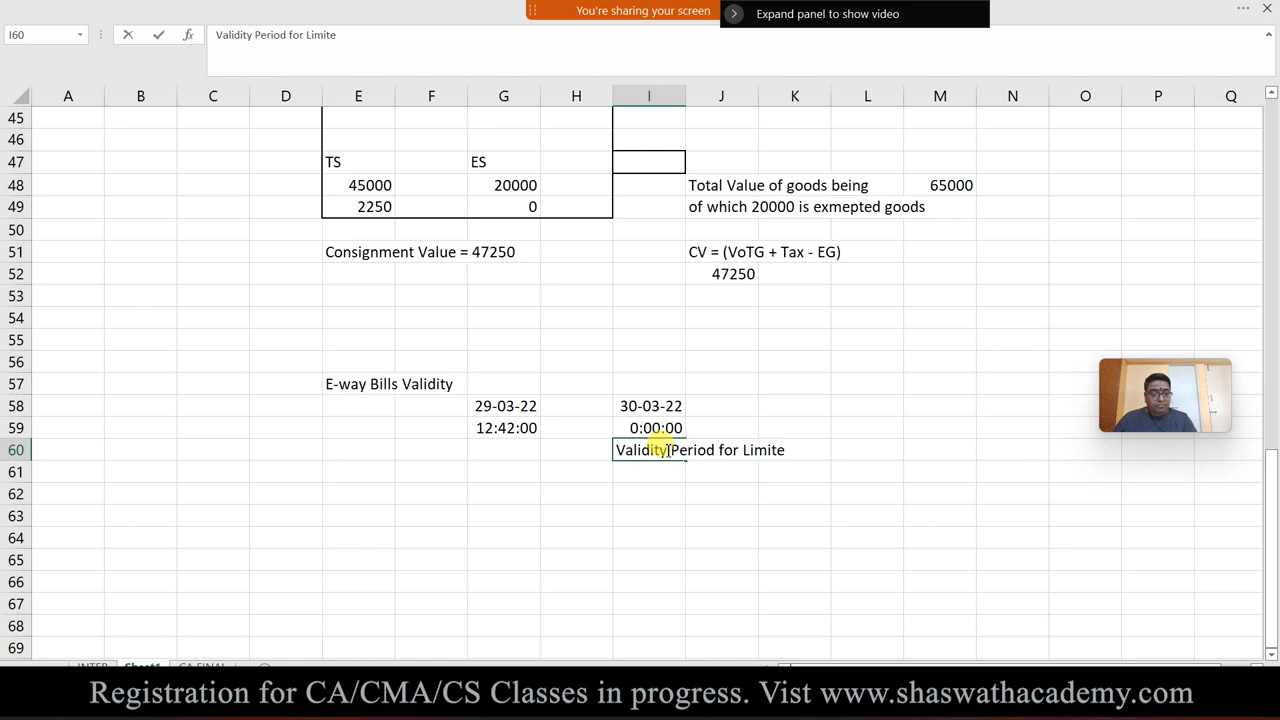 You're sharing your screen
Expand panel to show video
I60
fx
Validity Period for Limite
A B C D E F G H I J K L M N O P Q
45
46
47 TS ES
48 45000 20000 Total Value of goods being 65000
49 2250 0 of which 20000 is exmepted goods
50
51 Consignment Value = 47250 CV = (VoTG + Tax - EG)
52 47250
53
54
55
56
57 E-way Bills Validity
58 29-03-22 30-03-22
59 12:42:00 0:00:00
60 Validity Period for Limite
61
62
63
64
65
66
67
68
69
INTER Sheet1 CA FINAL
Registration for CA/CMA/CS Classes in progress. Vist www.shaswathacademy.com